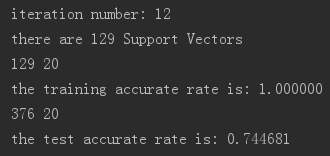 iteration number: 12
there are 129 Support Vectors
129 20
the training accurate rate is: 1.000000
376 20
the test accurate rate is: 0.744681